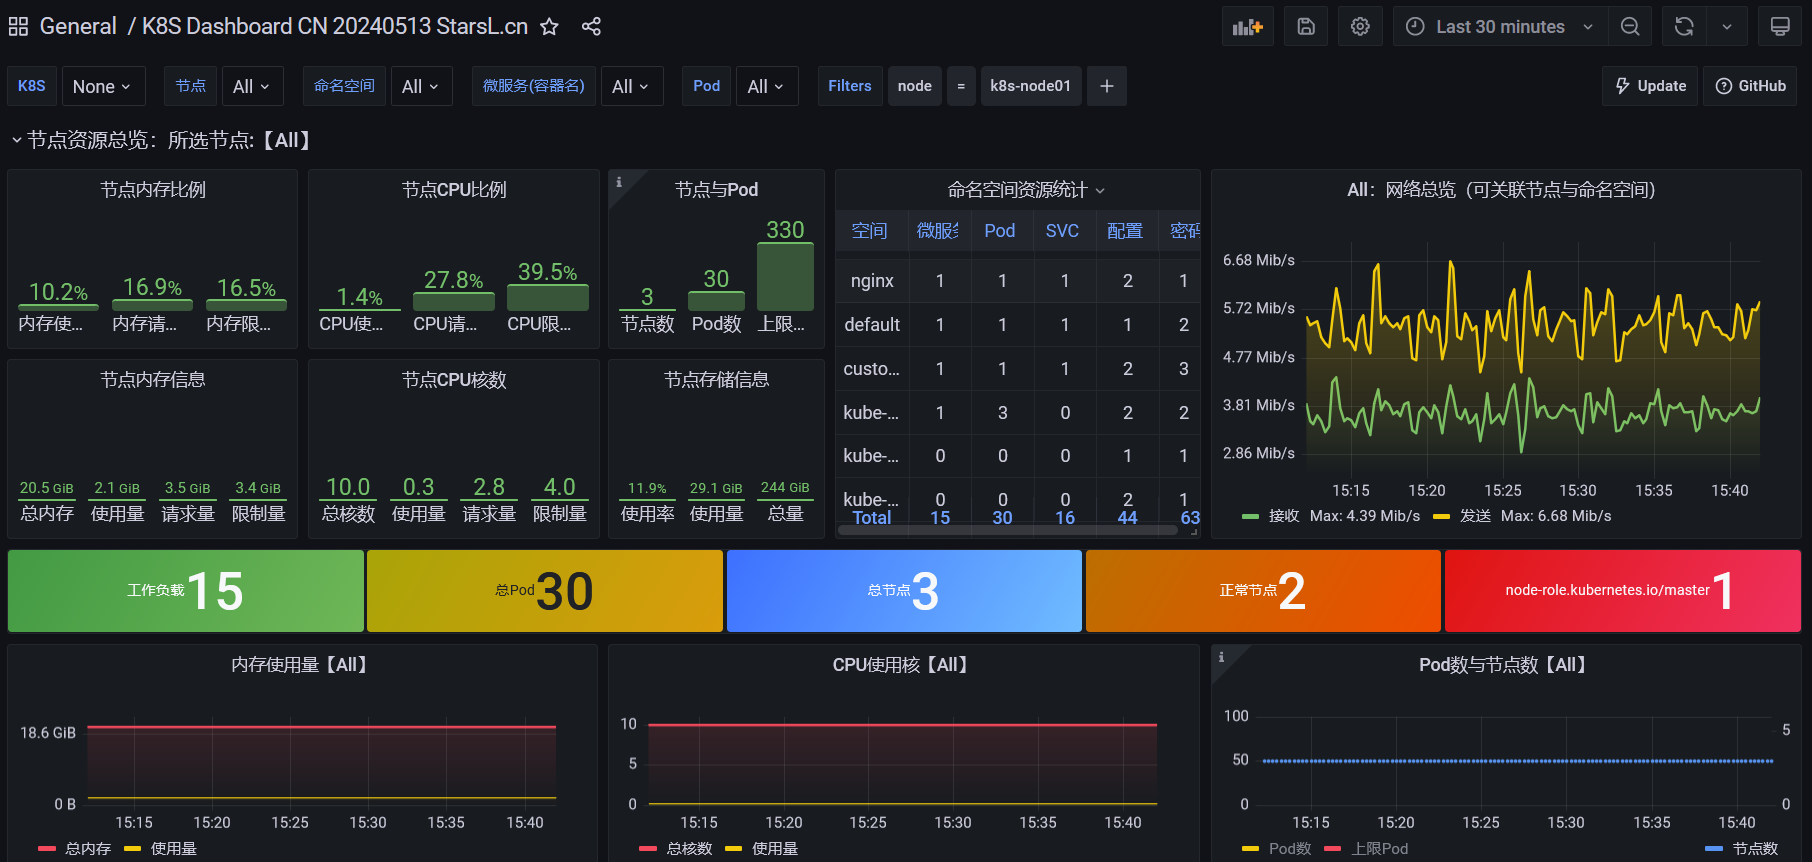 General / K8S Dashboard CN 20240513 StarsL.cn
Last 30 minutes
K8S None 节点 All 命名空间 All 微服务(容器名) All Pod All Filters node = k8s-node01 + Update GitHub
节点资源总览：所选节点:【All】
节点内存比例
10.2% 16.9% 16.5%
内存使... 内存请... 内存限...
节点CPU比例
1.4% 27.8% 39.5%
CPU使... CPU请... CPU限...
节点与Pod
3 30 330
节点数 Pod数 上限...
节点内存信息
20.5 GiB 2.1 GiB 3.5 GiB 3.4 GiB
总内存 使用量 请求量 限制量
节点CPU核数
10.0 0.3 2.8 4.0
总核数 使用量 请求量 限制量
节点存储信息
11.9% 29.1 GiB 244 GiB
使用率 使用量 总量
命名空间资源统计
空间 微服务 Pod SVC 配置 密码
nginx 1 1 1 2 1
default 1 1 1 1 2
custo... 1 1 1 2 3
kube-... 1 3 0 2 2
kube-... 0 0 0 1 1
kube-... 0 0 0 2 1
Total 15 30 16 44 63
All：网络总览（可关联节点与命名空间）
6.68 Mib/s
5.72 Mib/s
4.77 Mib/s
3.81 Mib/s
2.86 Mib/s
15:15 15:20 15:25 15:30 15:35 15:40
接收 Max: 4.39 Mib/s 发送 Max: 6.68 Mib/s
工作负载 15
总Pod 30
总节点 3
正常节点 2
node-role.kubernetes.io/master 1
内存使用量【All】
18.6 GiB
0 B
15:15 15:20 15:25 15:30 15:35 15:40
总内存 使用量
CPU使用核【All】
10
5
0
15:15 15:20 15:25 15:30 15:35 15:40
总核数 使用量
Pod数与节点数【All】
100
5
50
0 0
15:15 15:20 15:25 15:30 15:35 15:40
Pod数 上限Pod 节点数